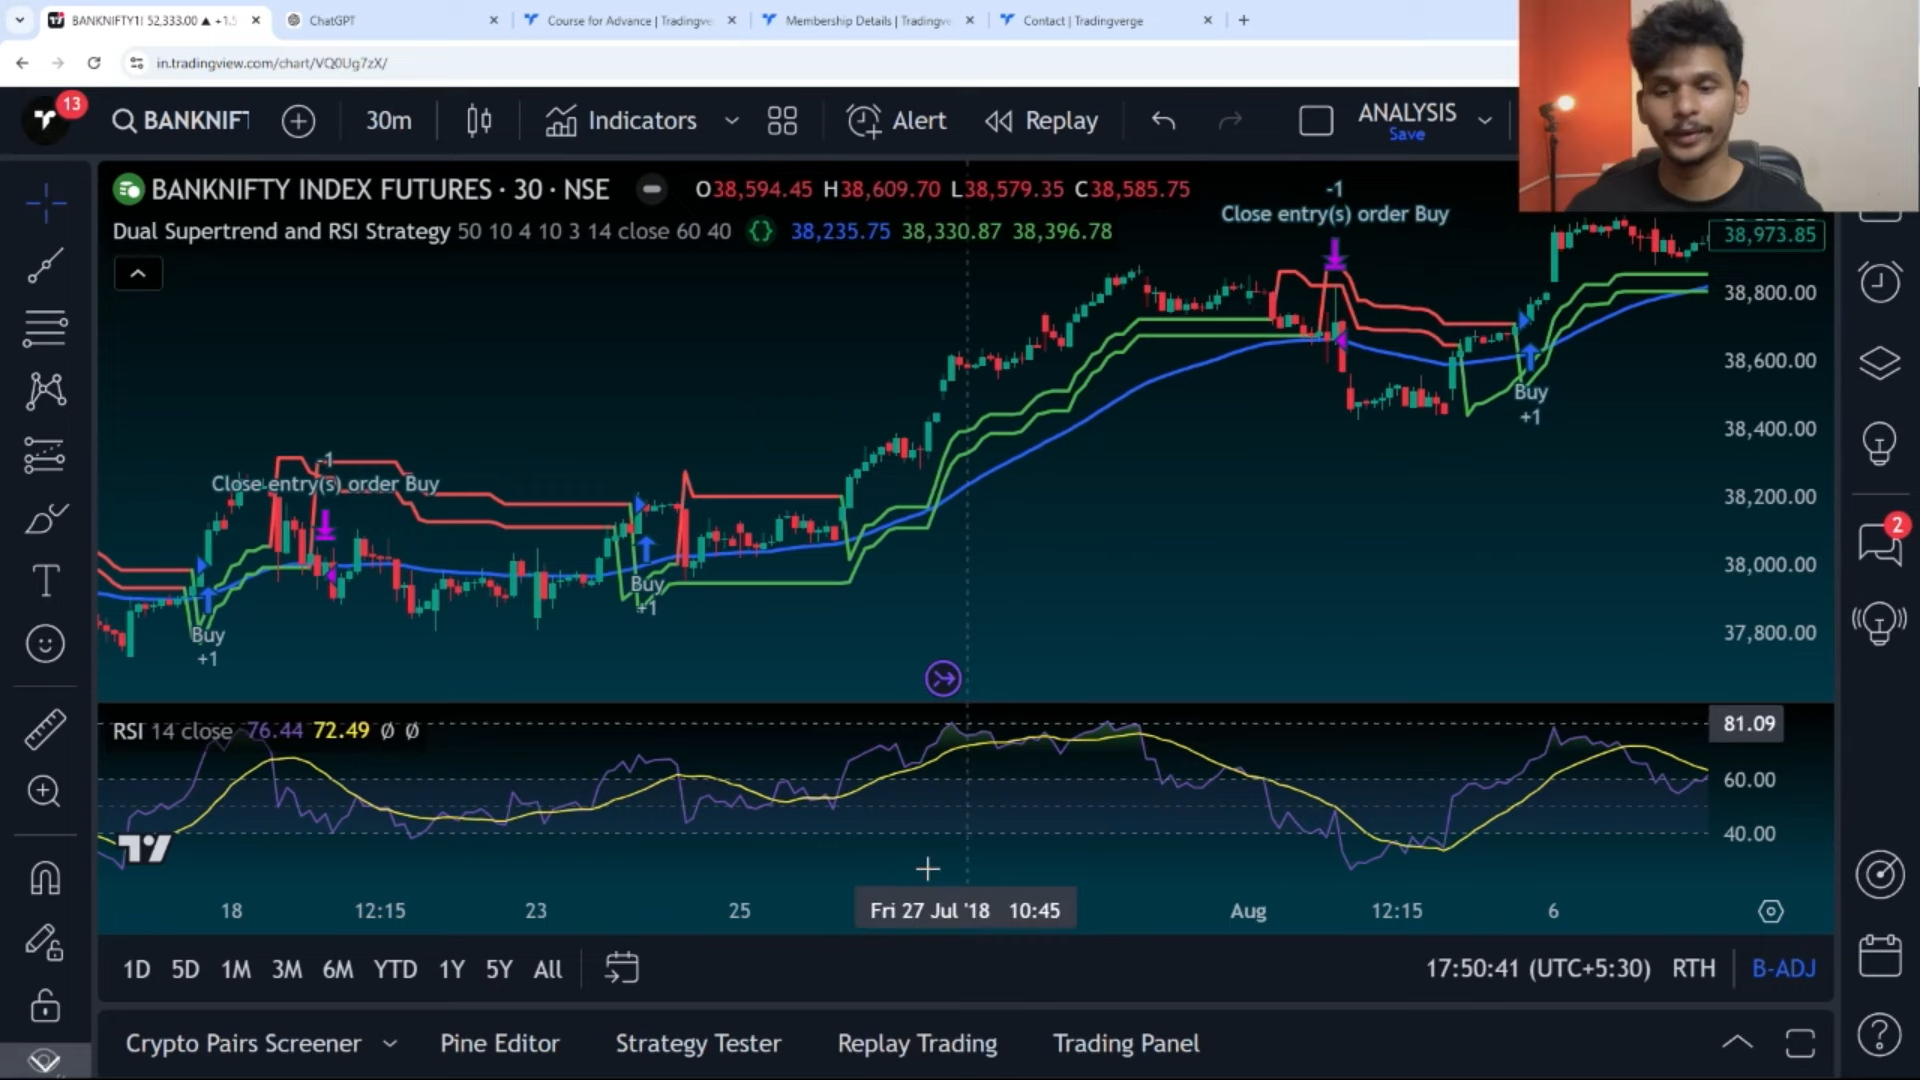 BANKNIFTY1! 52,333.00 ▲ +1.5
ChatGPT
Course for Advance | Tradingve
Membership Details | Tradingve
Contact | Tradingverge
in.tradingview.com/chart/VQ0Ug7zX/
13
BANKNIFT
30m
Indicators
Alert
Replay
ANALYSIS
Save
BANKNIFTY INDEX FUTURES · 30 · NSE
O38,594.45 H38,609.70 L38,579.35 C38,585.75
Dual Supertrend and RSI Strategy 50 10 4 10 3 14 close 60 40 {} 38,235.75 38,330.87 38,396.78
-1
Close entry(s) order Buy
38,973.85
38,800.00
38,600.00
38,400.00
38,200.00
38,000.00
37,800.00
Buy
+1
-1
Close entry(s) order Buy
Buy
+1
Buy
+1
2
RSI 14 close 76.44 72.49 Ø Ø
81.09
60.00
40.00
18
12:15
23
25
Fri 27 Jul '18 10:45
Aug
12:15
6
1D 5D 1M 3M 6M YTD 1Y 5Y All
17:50:41 (UTC+5:30) RTH B-ADJ
Crypto Pairs Screener
Pine Editor
Strategy Tester
Replay Trading
Trading Panel